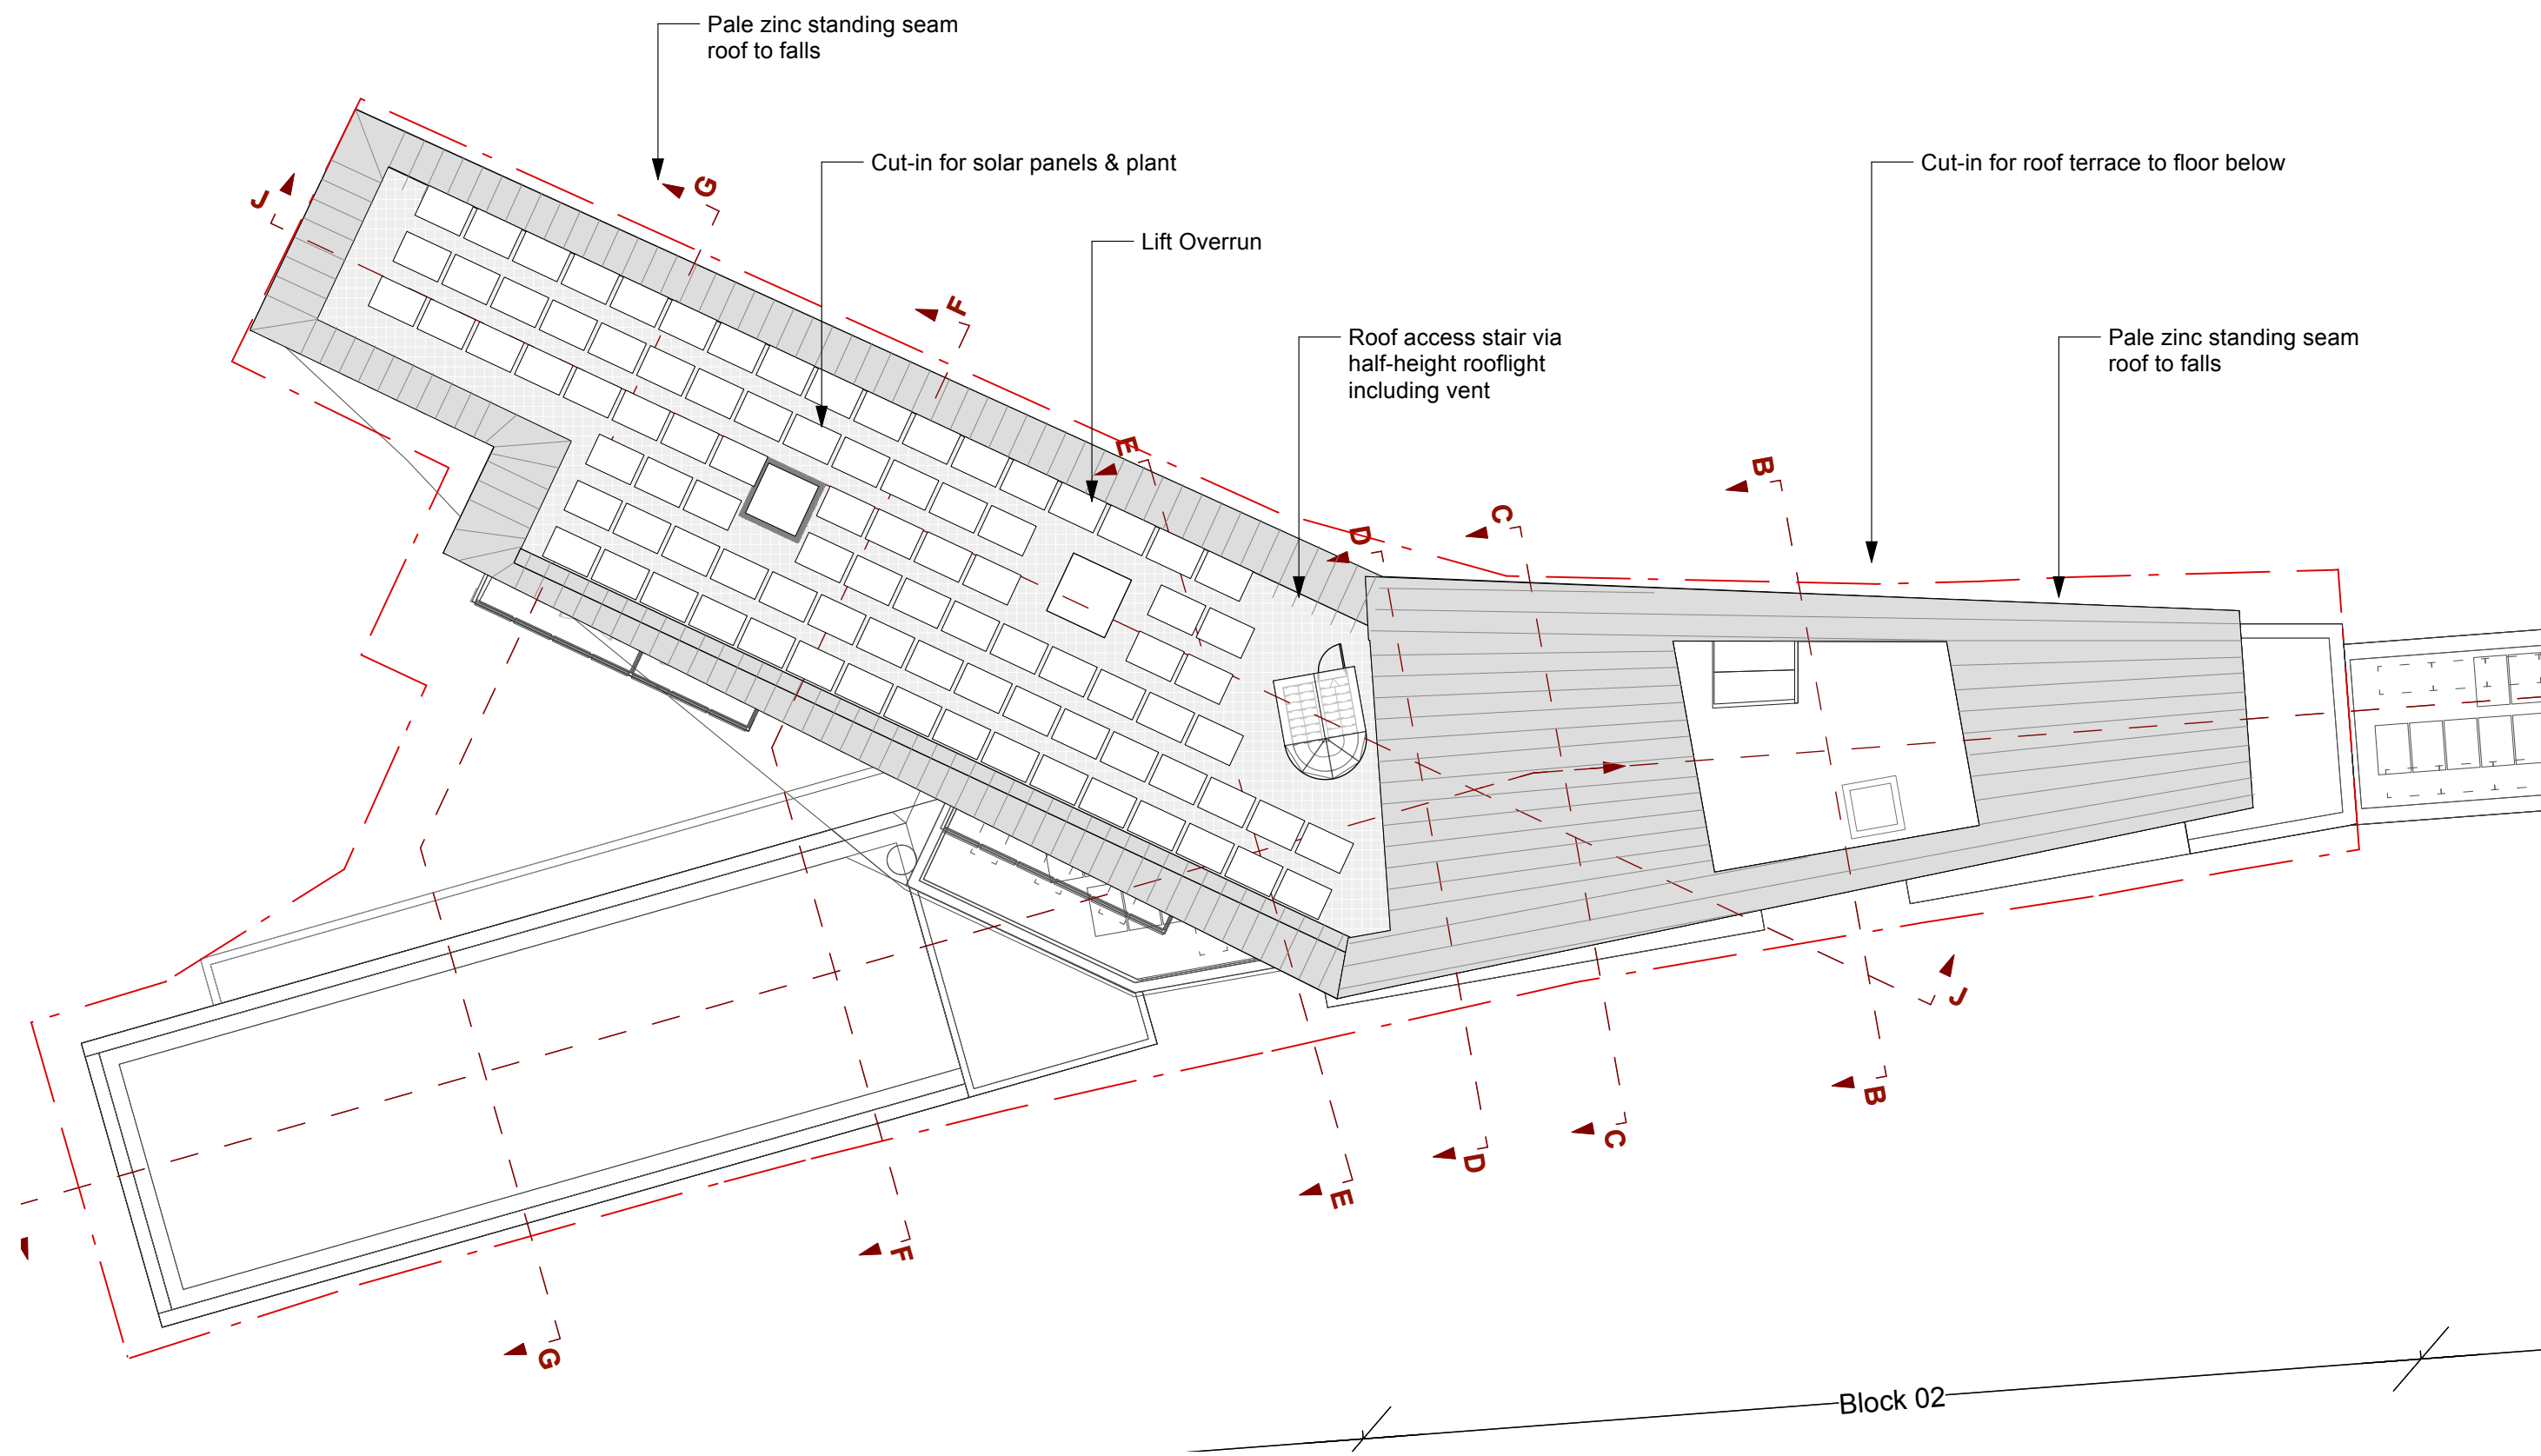 Pale zinc standing seam
roof to falls
Cut-in for solar panels & plant
Cut-in for roof terrace to floor below
G
J
Lift Overrun
F
Roof access stair via
half-height rooflight
including vent
Pale zinc standing seam
roof to falls
E
B
C
D
J
B
C
D
E
F
G
Block 02